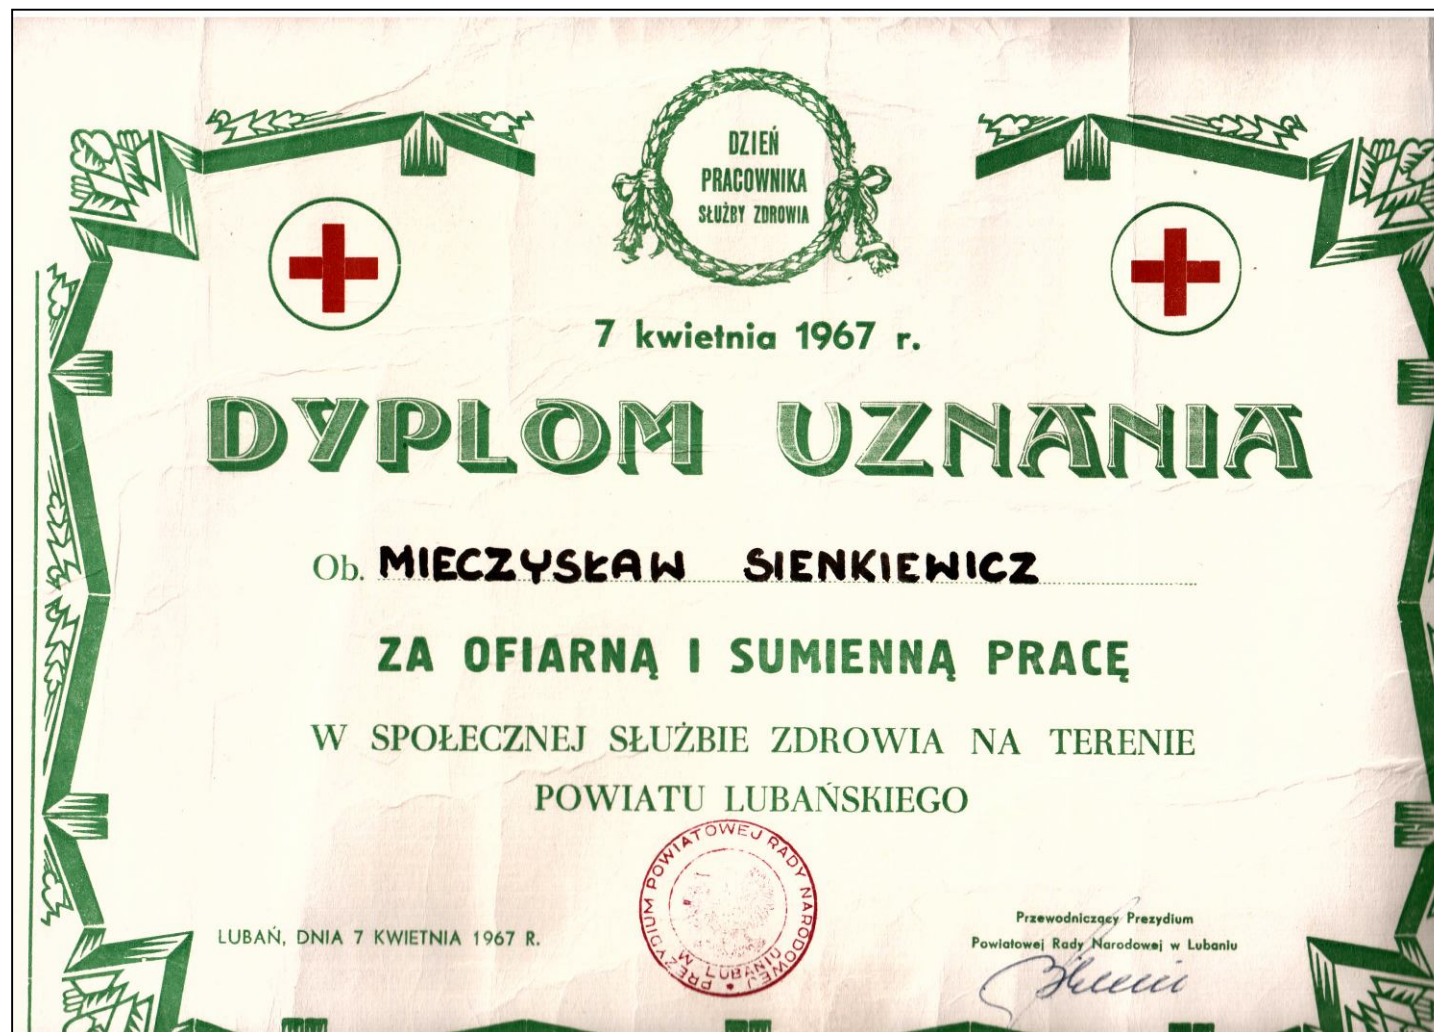 DZIEŃ
PRACOWNIKA
SŁUŻBY ZDROWIA
7 kwietnia 1967 r.
DYPLOM UZNANIA
Ob. MIECZYSŁAW SIENKIEWICZ
ZA OFIARNĄ I SUMIENNĄ PRACĘ
W SPOŁECZNEJ SŁUŻBIE ZDROWIA NA TERENIE
POWIATU LUBAŃSKIEGO
PREZYDIUM POWIATOWEJ RADY NARODOWEJ
W LUBANIU
LUBAŃ, DNIA 7 KWIETNIA 1967 R.
Przewodniczący Prezydium
Powiatowej Rady Narodowej w Lubaniu